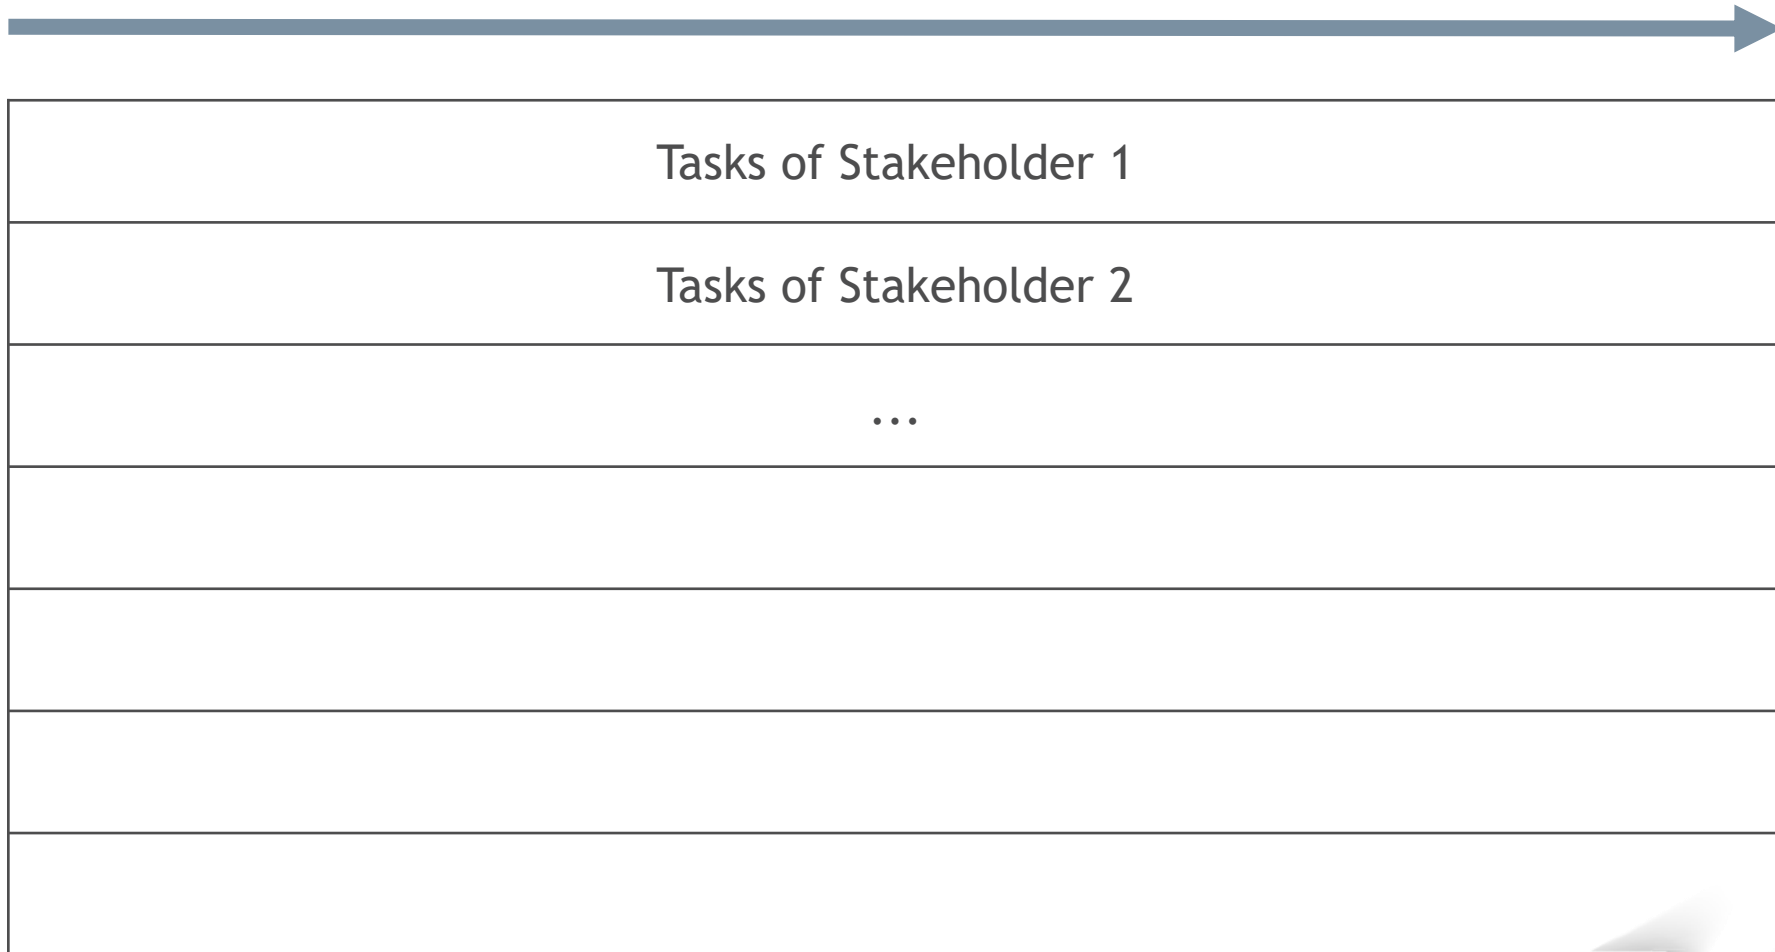 Tasks of Stakeholder 1
Tasks of Stakeholder 2
...